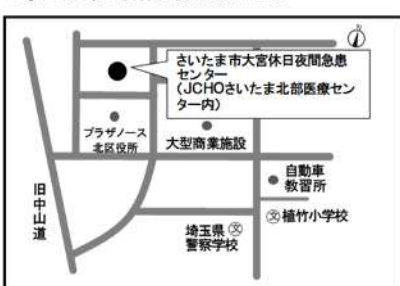 さいたま市大宮休日夜間急患
センター
(JCHOさいたま北部医療セン
ター内)
プラザノース
北区役所
大型商業施設
自動車
教習所
旧中山道
埼玉県
警察学校
文
文
植竹小学校